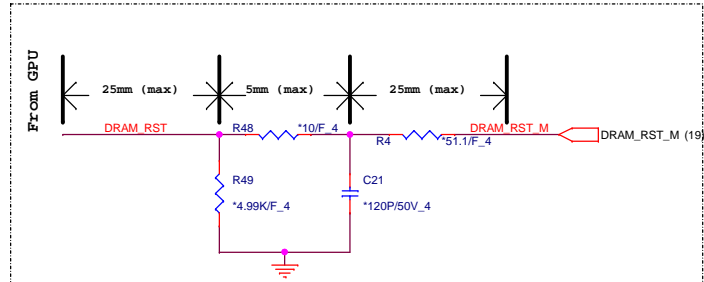 From GPU
25mm (max)
5mm (max)
25mm (max)
DRAM_RST
R48
*10/F_4
R4
*51.1/F_4
DRAM_RST_M
DRAM_RST_M (19)
R49
*4.99K/F_4
C21
*120P/50V_4